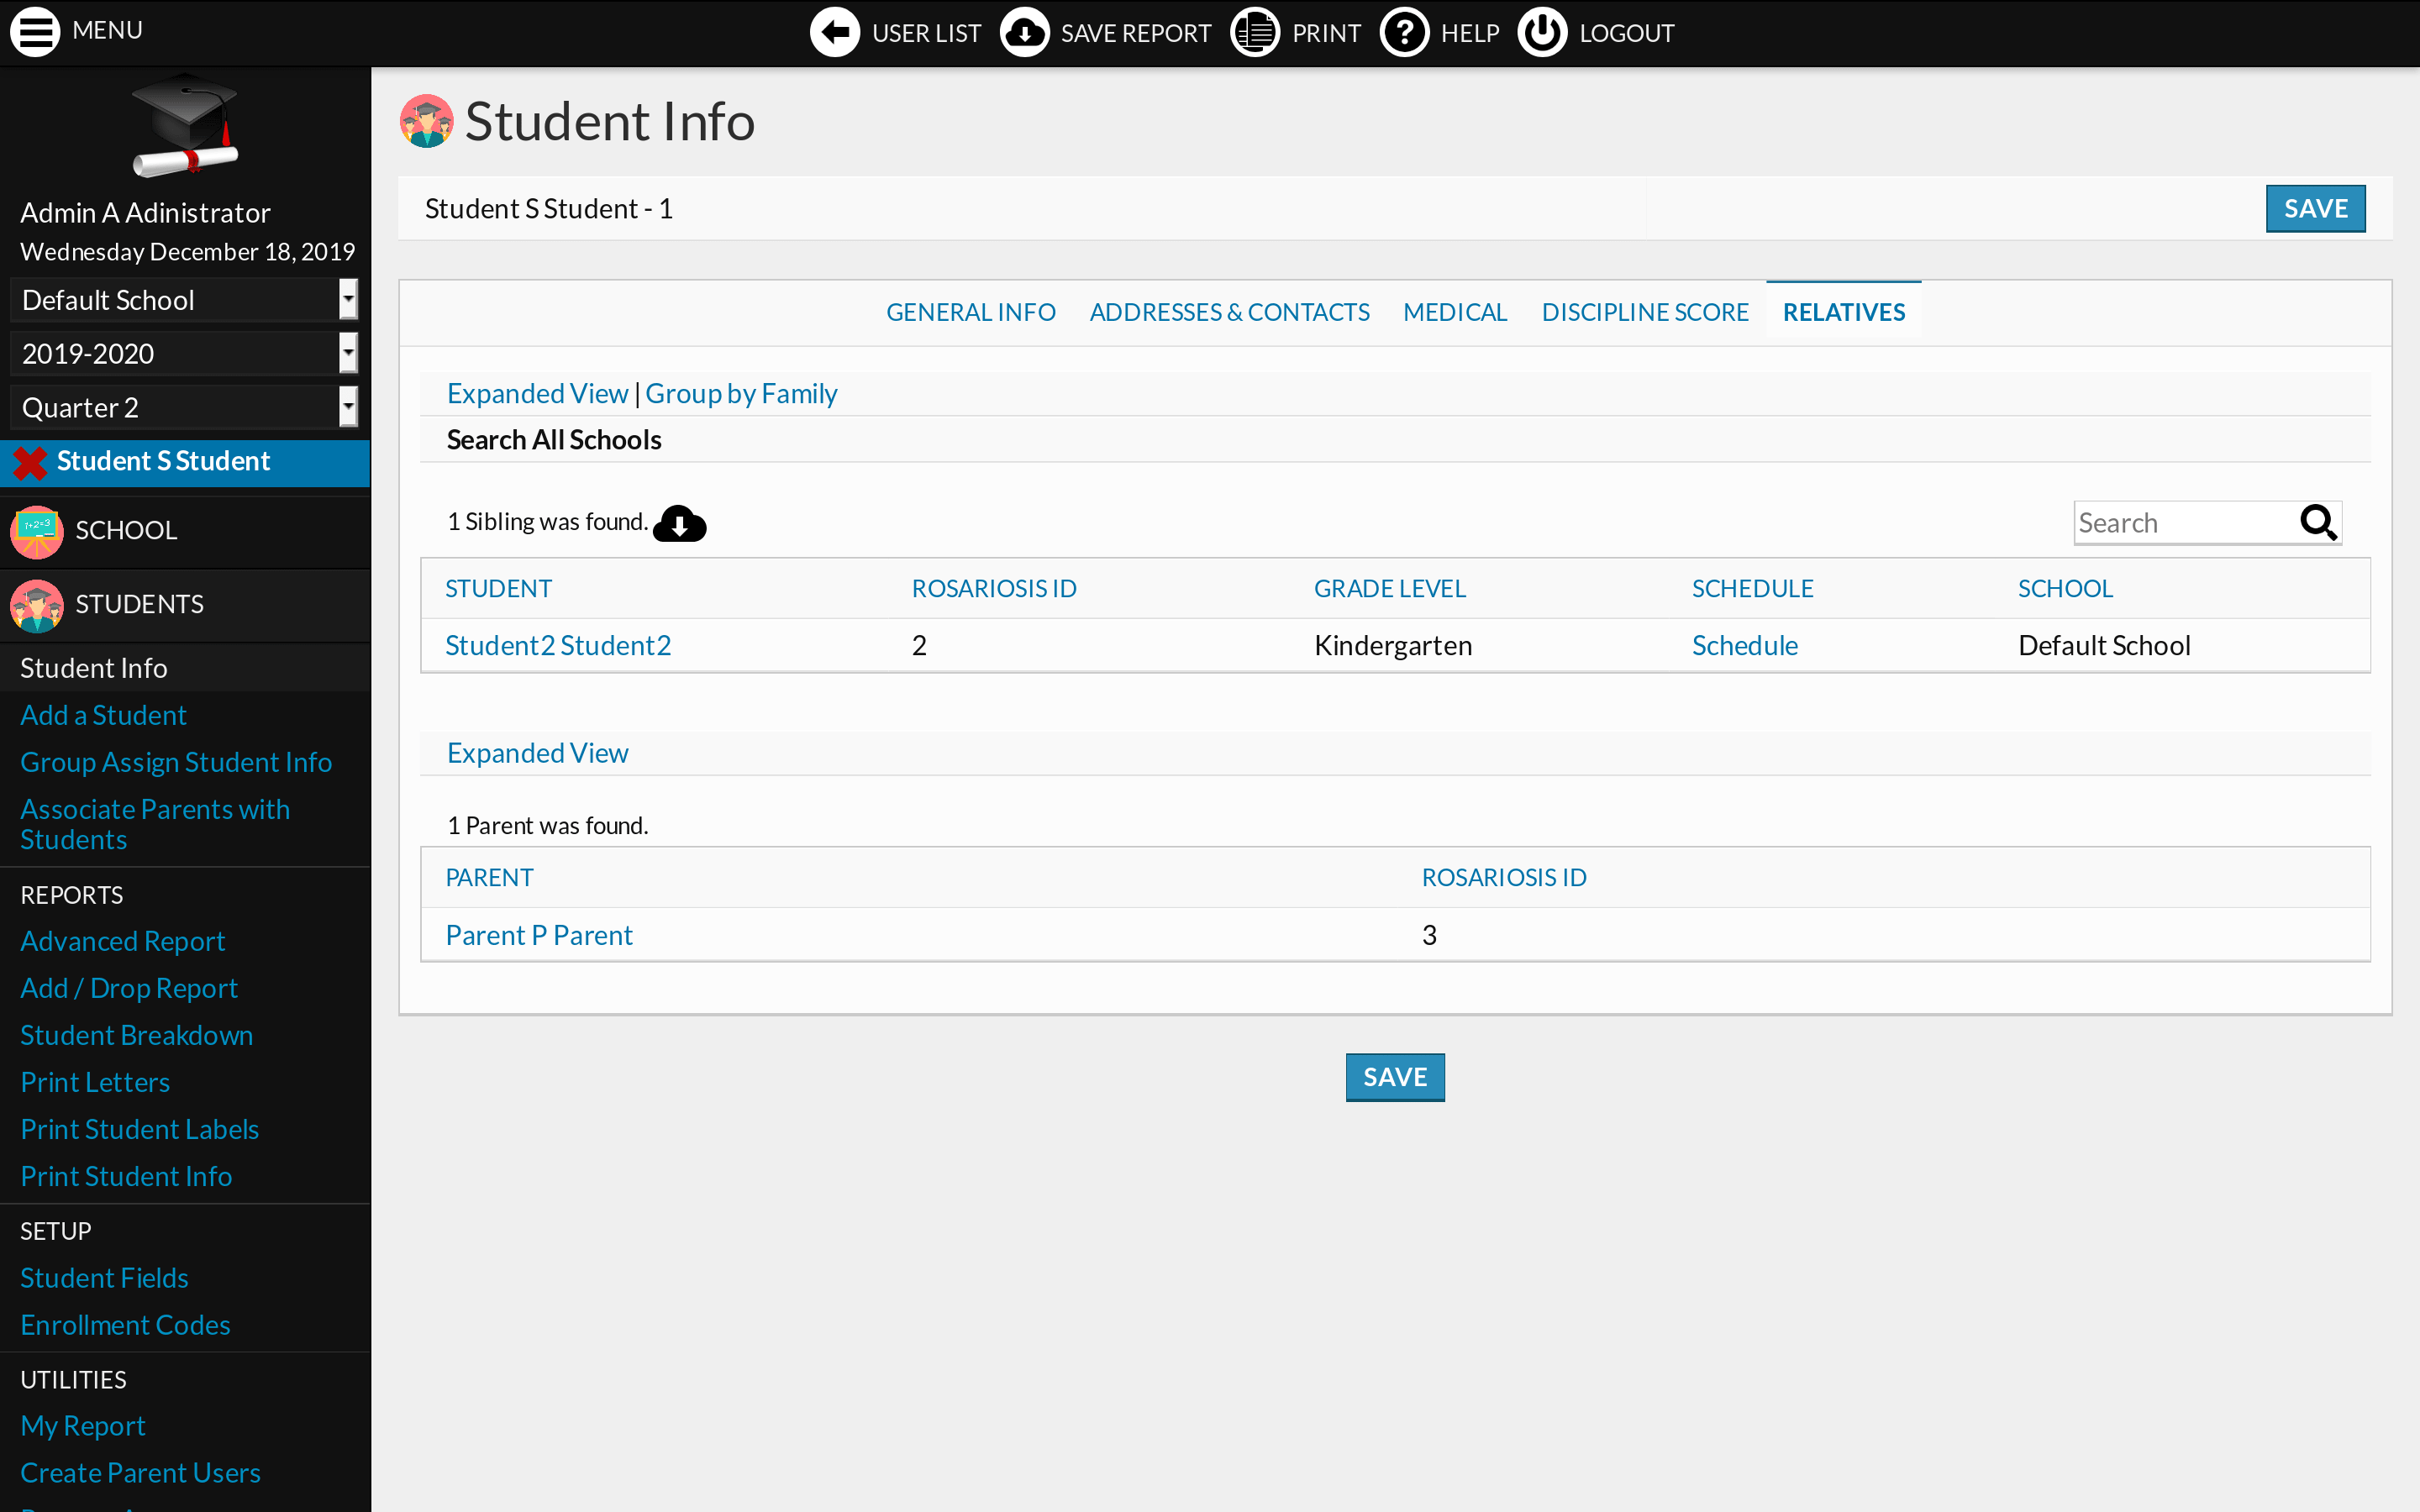 MENU
USER LIST
SAVE REPORT
PRINT
HELP
LOGOUT
Admin A Adinistrator
Wednesday December 18, 2019
Default School
2019-2020
Quarter 2
Student S Student
SCHOOL
STUDENTS
Student Info
Add a Student
Group Assign Student Info
Associate Parents with
Students
REPORTS
Advanced Report
Add / Drop Report
Student Breakdown
Print Letters
Print Student Labels
Print Student Info
SETUP
Student Fields
Enrollment Codes
UTILITIES
My Report
Create Parent Users
Student Info
Student S Student - 1
SAVE
GENERAL INFO
ADDRESSES & CONTACTS
MEDICAL
DISCIPLINE SCORE
RELATIVES
Expanded View | Group by Family
Search All Schools
1 Sibling was found.
Search
STUDENT ROSARIOSIS ID GRADE LEVEL SCHEDULE SCHOOL
Student2 Student2 2 Kindergarten Schedule Default School
Expanded View
1 Parent was found.
PARENT ROSARIOSIS ID
Parent P Parent 3
SAVE